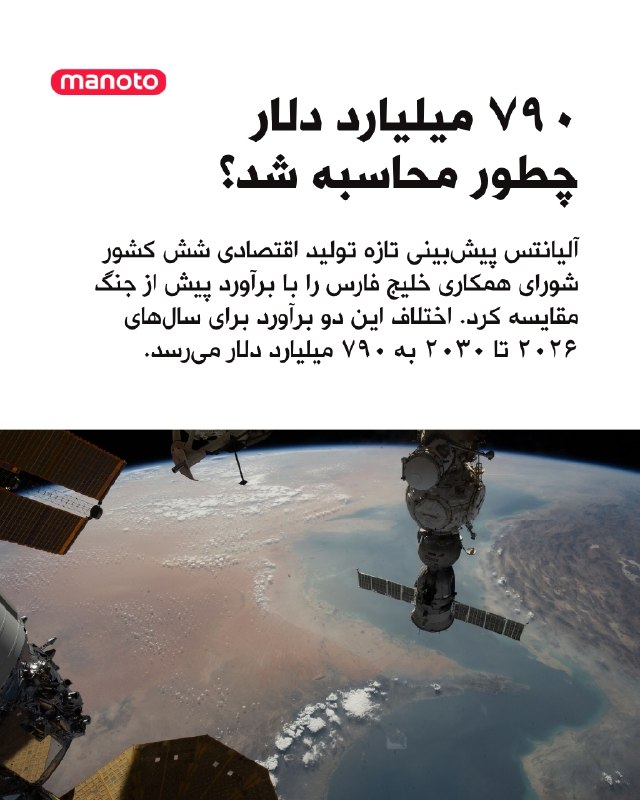 manoto
۷۹۰ میلیارد دلار
چطور محاسبه شد؟
آلیانتس پیش‌بینی تازه تولید اقتصادی شش کشور
شورای همکاری خلیج فارس را با برآورد پیش از جنگ
مقایسه کرد. اختلاف این دو برآورد برای سال‌های
۲۰۲۶ تا ۲۰۳۰ به ۷۹۰ میلیارد دلار می‌رسد.